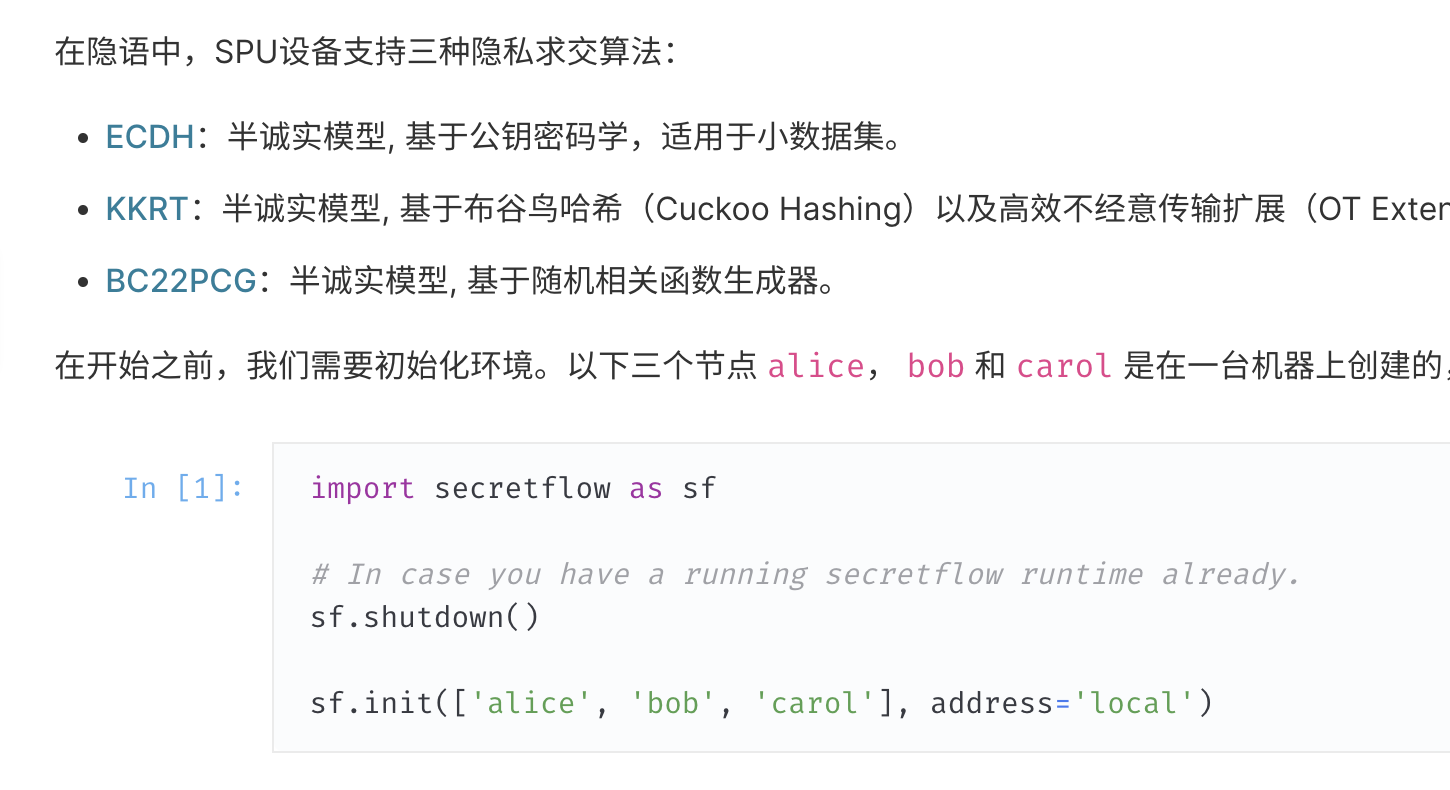 在隐语中，SPU设备支持三种隐私求交算法：
• ECDH：半诚实模型, 基于公钥密码学，适用于小数据集。
• KKRT：半诚实模型, 基于布谷鸟哈希（Cuckoo Hashing）以及高效不经意传输扩展（OT Exten
• BC22PCG：半诚实模型, 基于随机相关函数生成器。
在开始之前，我们需要初始化环境。以下三个节点 alice， bob 和 carol 是在一台机器上创建的，
In [1]: import secretflow as sf
# In case you have a running secretflow runtime already.
sf.shutdown()
sf.init(['alice', 'bob', 'carol'], address='local')